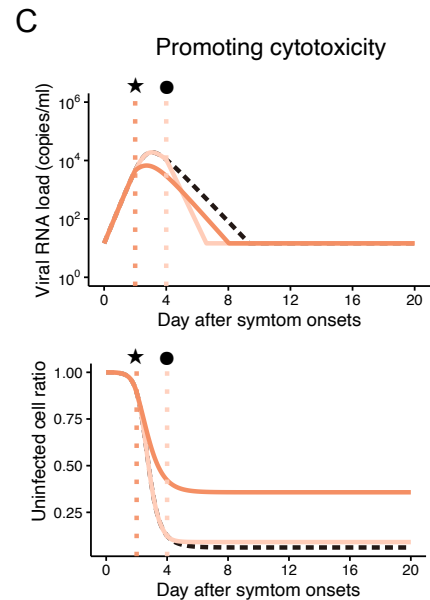 C
Promoting cytotoxicity
Viral RNA load (copies/ml)
10^6
10^4
10^2
10^0
0 4 8 12 16 20
Day after symtom onsets
Uninfected cell ratio
1.00
0.75
0.50
0.25
0 4 8 12 16 20
Day after symtom onsets